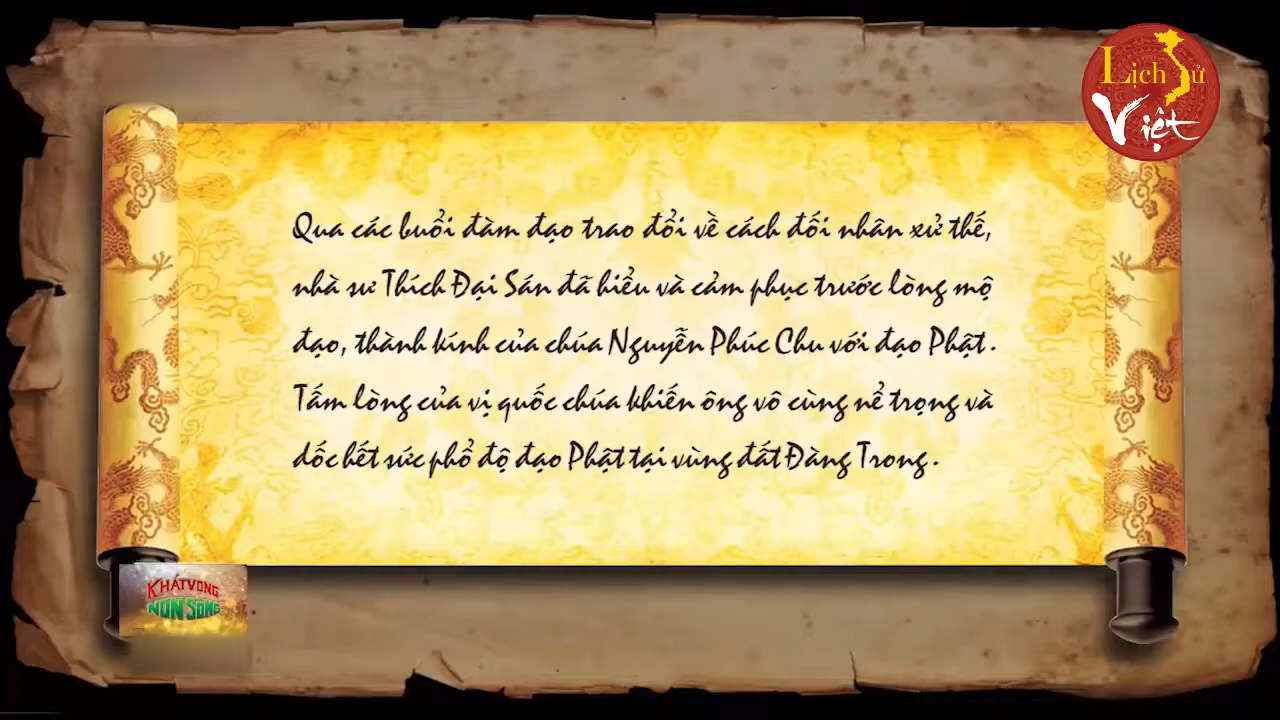 Lịch Sử
Việt
Qua các buổi đàm đạo trao đổi về cách đối nhân xử thế,
nhà sư Thích Đại Sán đã hiểu và cảm phục trước lòng mộ
đạo, thành kính của chúa Nguyễn Phúc Chu với đạo Phật.
Tấm lòng của vị quốc chúa khiến ông vô cùng nể trọng và
dốc hết sức phổ độ đạo Phật tại vùng đất Đàng Trong.
KHÁT VỌNG
NON SÔNG